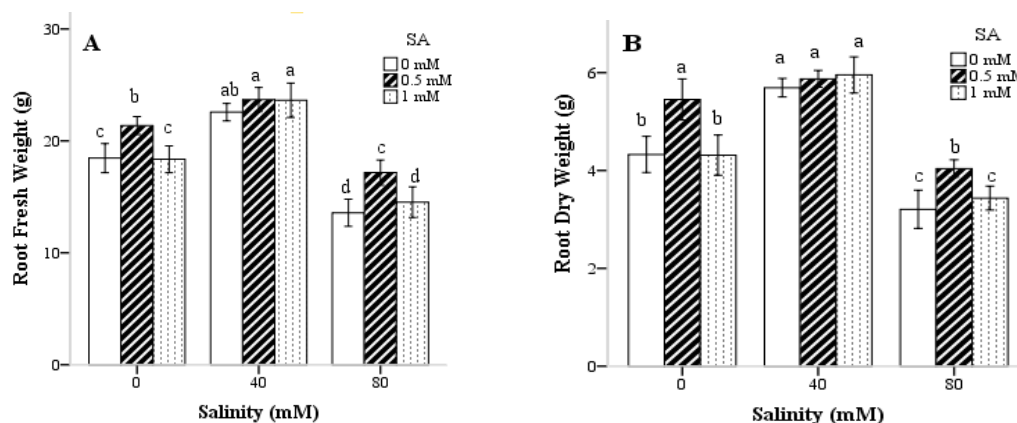 A
SA
0 mM
0.5 mM
1 mM
Root Fresh Weight (g)
30
20
10
0
c
b
c
ab
a
a
d
c
d
0
40
80
Salinity (mM)
B
SA
0 mM
0.5 mM
1 mM
Root Dry Weight (g)
6
4
2
0
b
a
b
a
a
a
c
b
c
0
40
80
Salinity (mM)